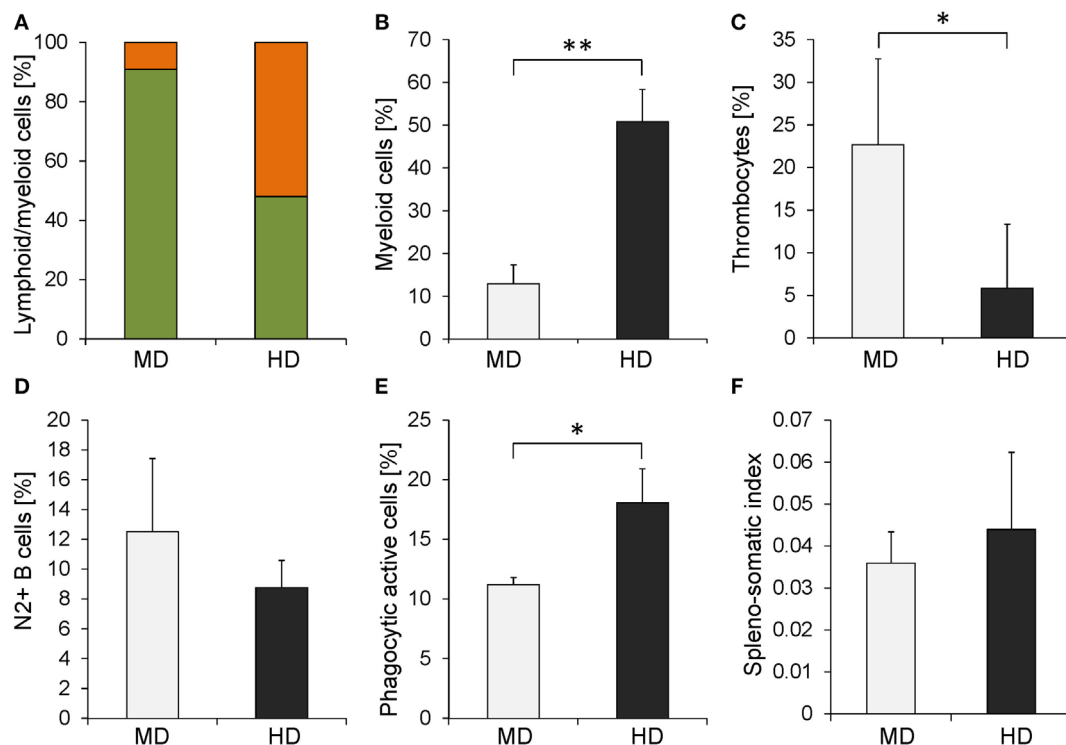 A
Lymphoid/myeloid cells [%]
100
80
60
40
20
0
MD HD
B
Myeloid cells [%]
70
60
50
40
30
20
10
0
**
MD HD
C
Thrombocytes [%]
35
30
25
20
15
10
5
0
*
MD HD
D
N2+ B cells [%]
20
18
16
14
12
10
8
6
4
2
0
MD HD
E
Phagocytic active cells [%]
25
20
15
10
5
0
*
MD HD
F
Spleno-somatic index
0.07
0.06
0.05
0.04
0.03
0.02
0.01
0
MD HD